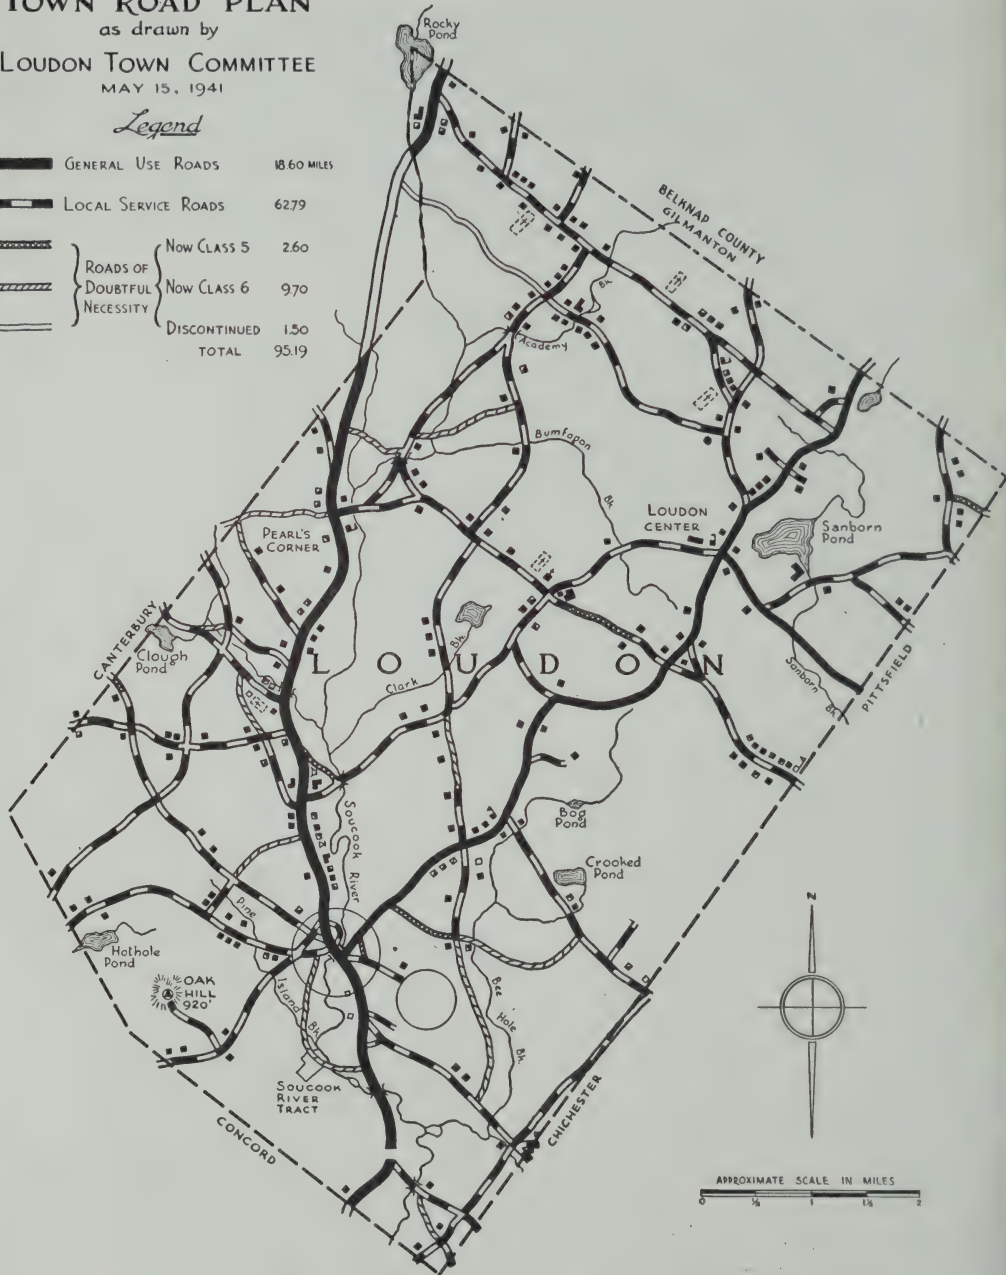 TOWN ROAD PLAN
as drawn by
LOUDON TOWN COMMITTEE
MAY 15, 1941
Legend
GENERAL USE ROADS 18.60 MILES
LOCAL SERVICE ROADS 62.79
ROADS OF DOUBTFUL NECESSITY
NOW CLASS 5 2.60
NOW CLASS 6 9.70
DISCONTINUED 1.50
TOTAL 95.19
Rocky
Pond
BELKNAP COUNTY
GILMANTON
Bk
Academy
Bumfagon
Bk
LOUDON
CENTER
Sanborn
Pond
PEARL'S
CORNER
CANTERBURY
Clough
Pond
Bk
Clark
LOUDON
Sanborn
Bk
PITTSFIELD
Soucook River
Bog
Pond
Crooked
Pond
Pine
Island
Bk
Hothole
Pond
OAK
HILL
920'
Bee
Hole
Bk
SOUCOOK
RIVER
TRACT
CONCORD
CHICHESTER
N
APPROXIMATE SCALE IN MILES
0 ½ 1 1½ 2